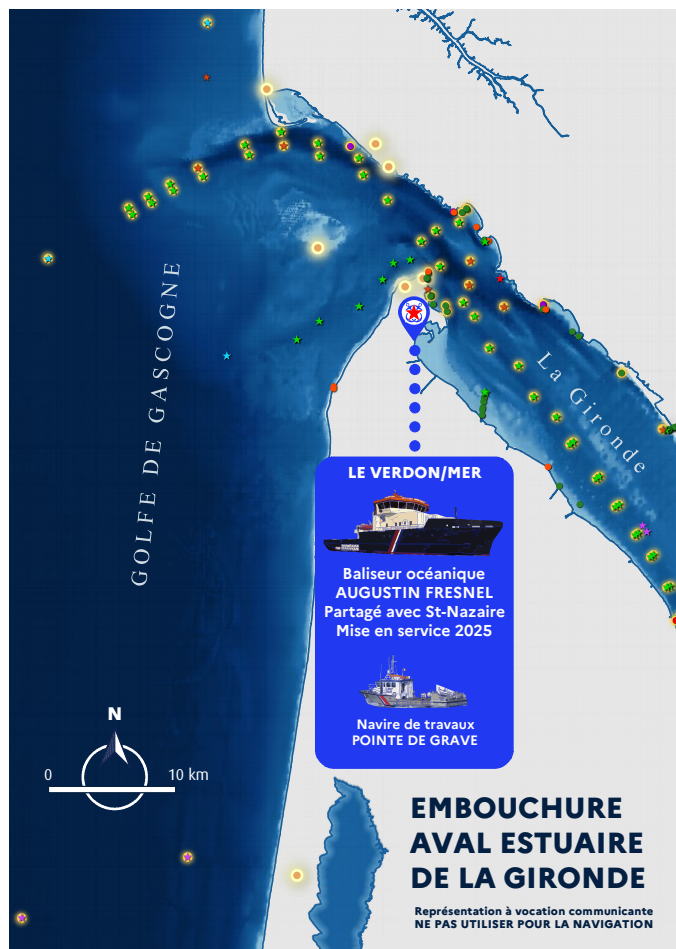 GOLFE DE GASCOGNE
La Gironde
LE VERDON/MER
Baliseur océanique
AUGUSTIN FRESNEL
Partagé avec St-Nazaire
Mise en service 2025
Navire de travaux
POINTE DE GRAVE
N
0 10 km
EMBOUCHURE
AVAL ESTUAIRE
DE LA GIRONDE
Représentation à vocation communicante
NE PAS UTILISER POUR LA NAVIGATION